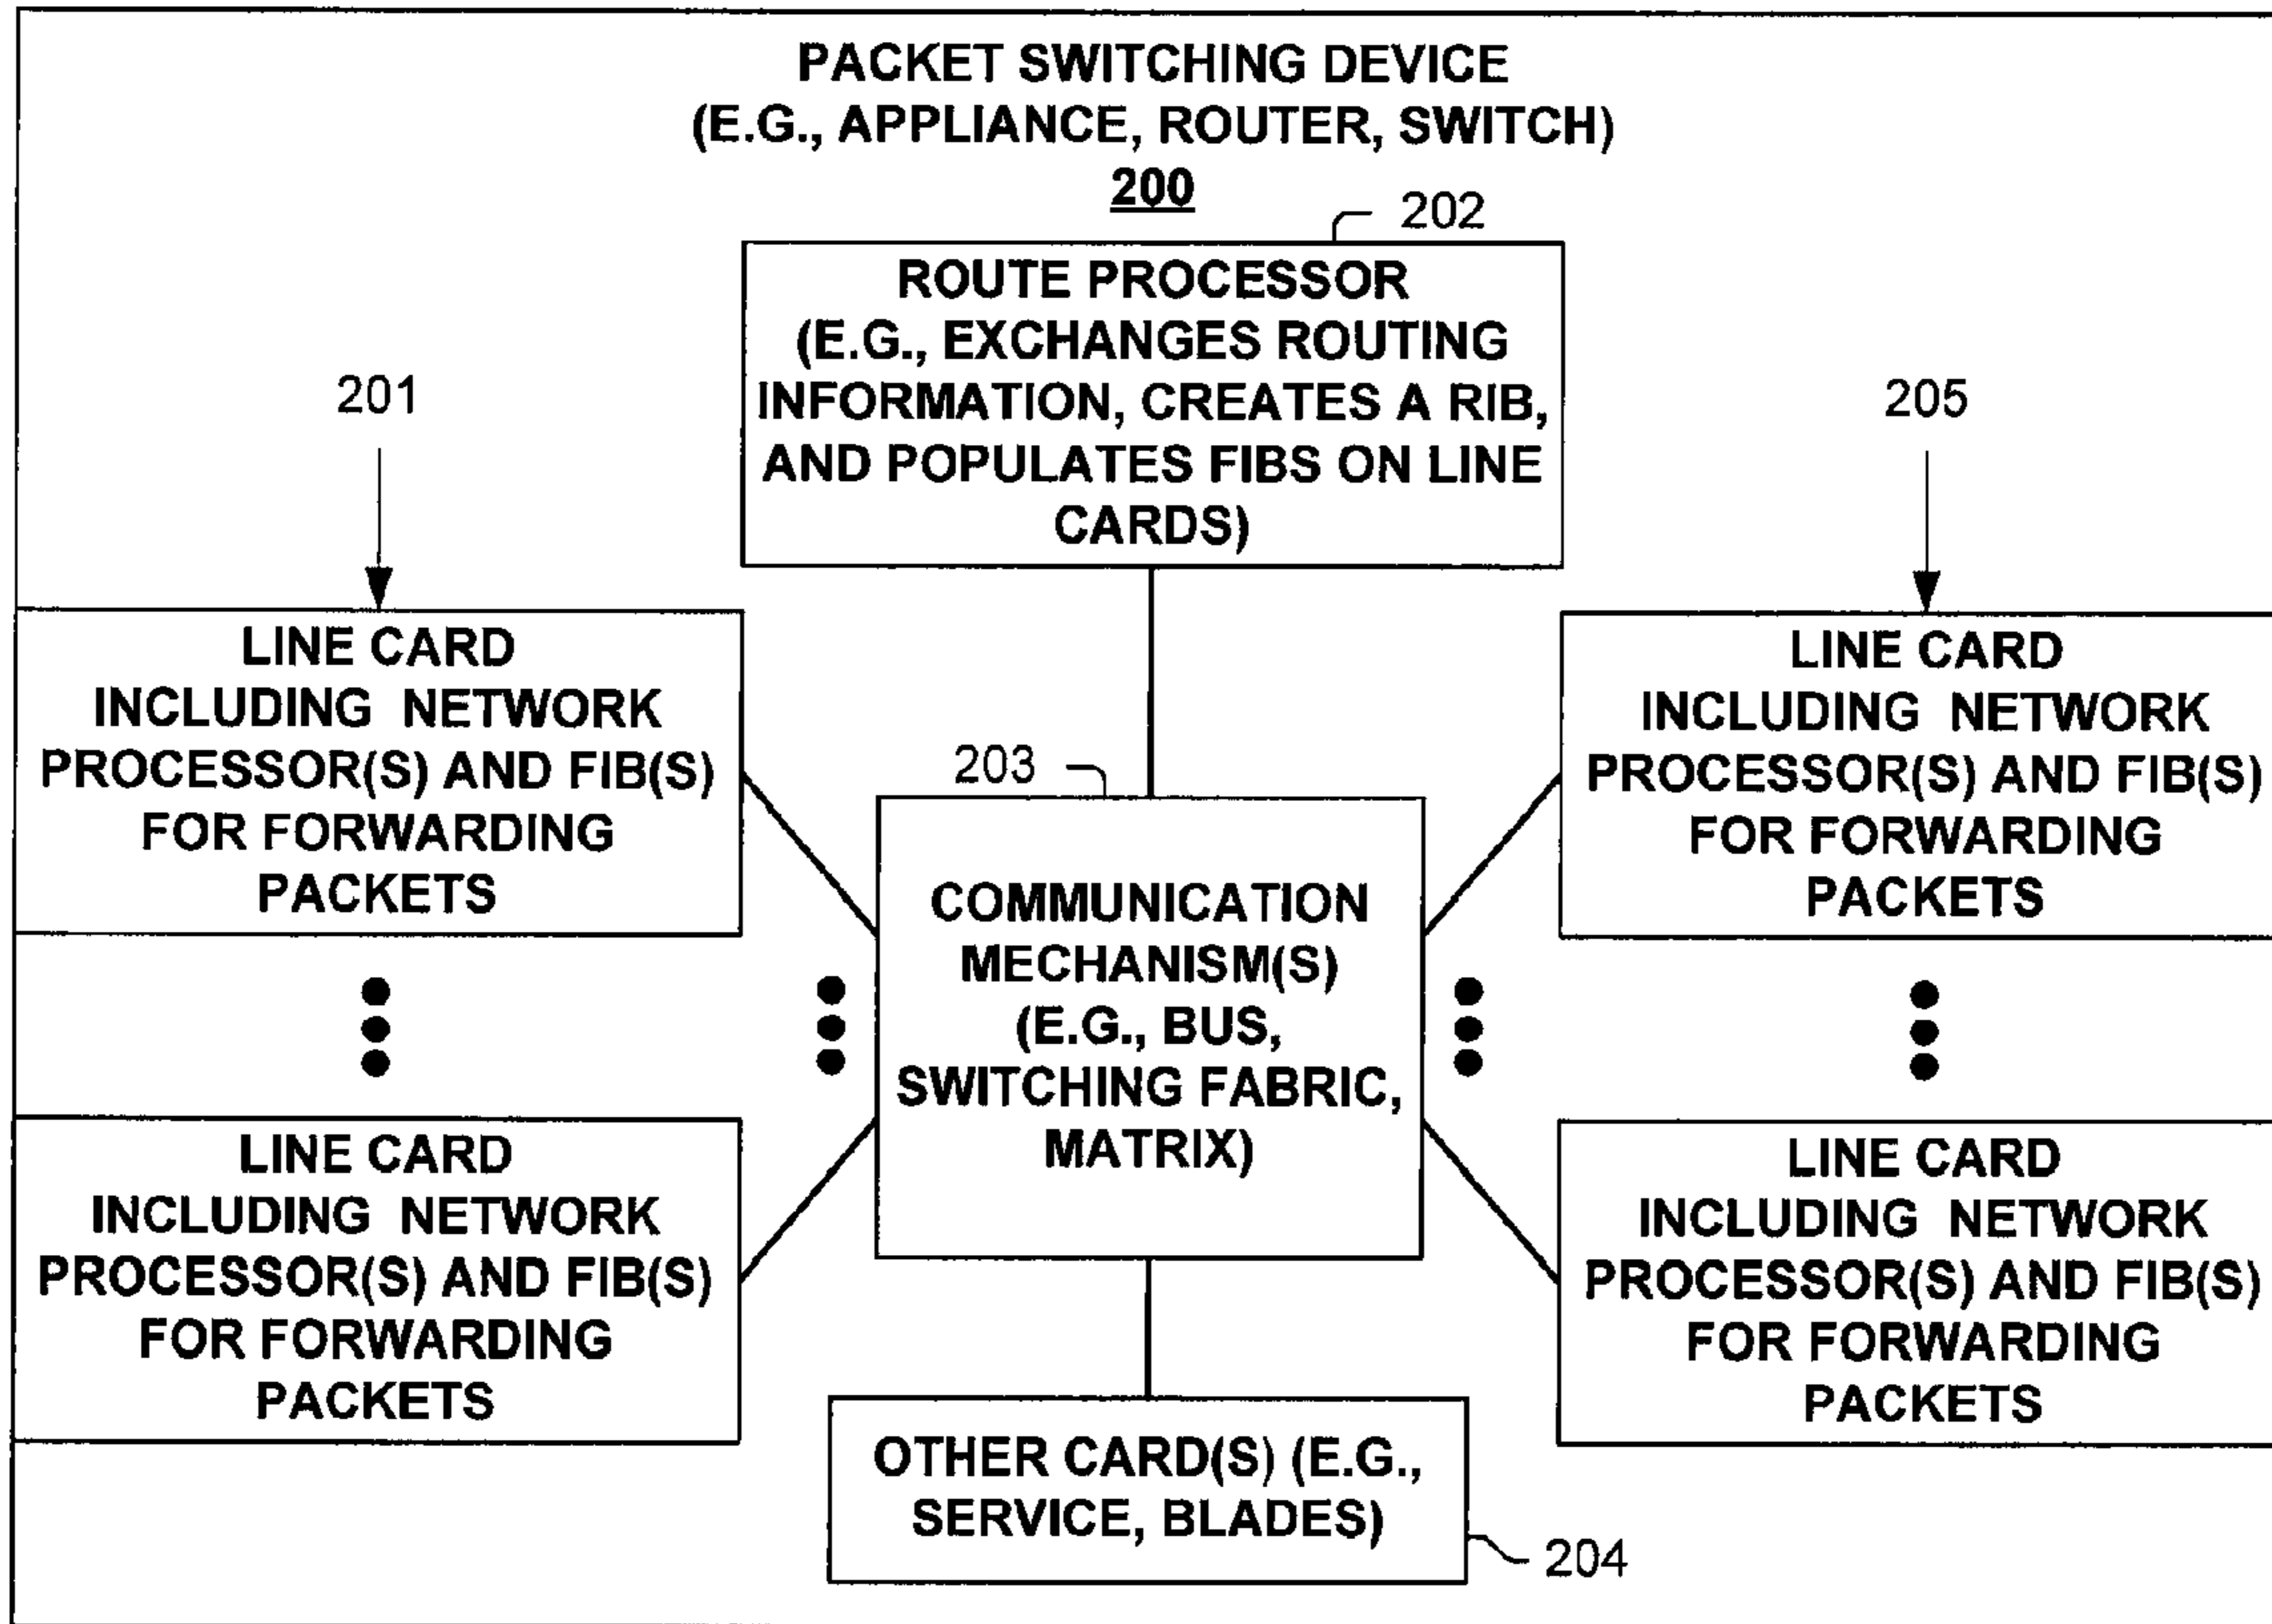 PACKET SWITCHING DEVICE
(E.G., APPLIANCE, ROUTER, SWITCH)
200
202
ROUTE PROCESSOR
(E.G., EXCHANGES ROUTING
INFORMATION, CREATES A RIB,
AND POPULATES FIBS ON LINE
CARDS)
201
LINE CARD
INCLUDING NETWORK
PROCESSOR(S) AND FIB(S)
FOR FORWARDING
PACKETS
205
LINE CARD
INCLUDING NETWORK
PROCESSOR(S) AND FIB(S)
FOR FORWARDING
PACKETS
203
COMMUNICATION
MECHANISM(S)
(E.G., BUS,
SWITCHING FABRIC,
MATRIX)
LINE CARD
INCLUDING NETWORK
PROCESSOR(S) AND FIB(S)
FOR FORWARDING
PACKETS
LINE CARD
INCLUDING NETWORK
PROCESSOR(S) AND FIB(S)
FOR FORWARDING
PACKETS
OTHER CARD(S) (E.G.,
SERVICE, BLADES)
204